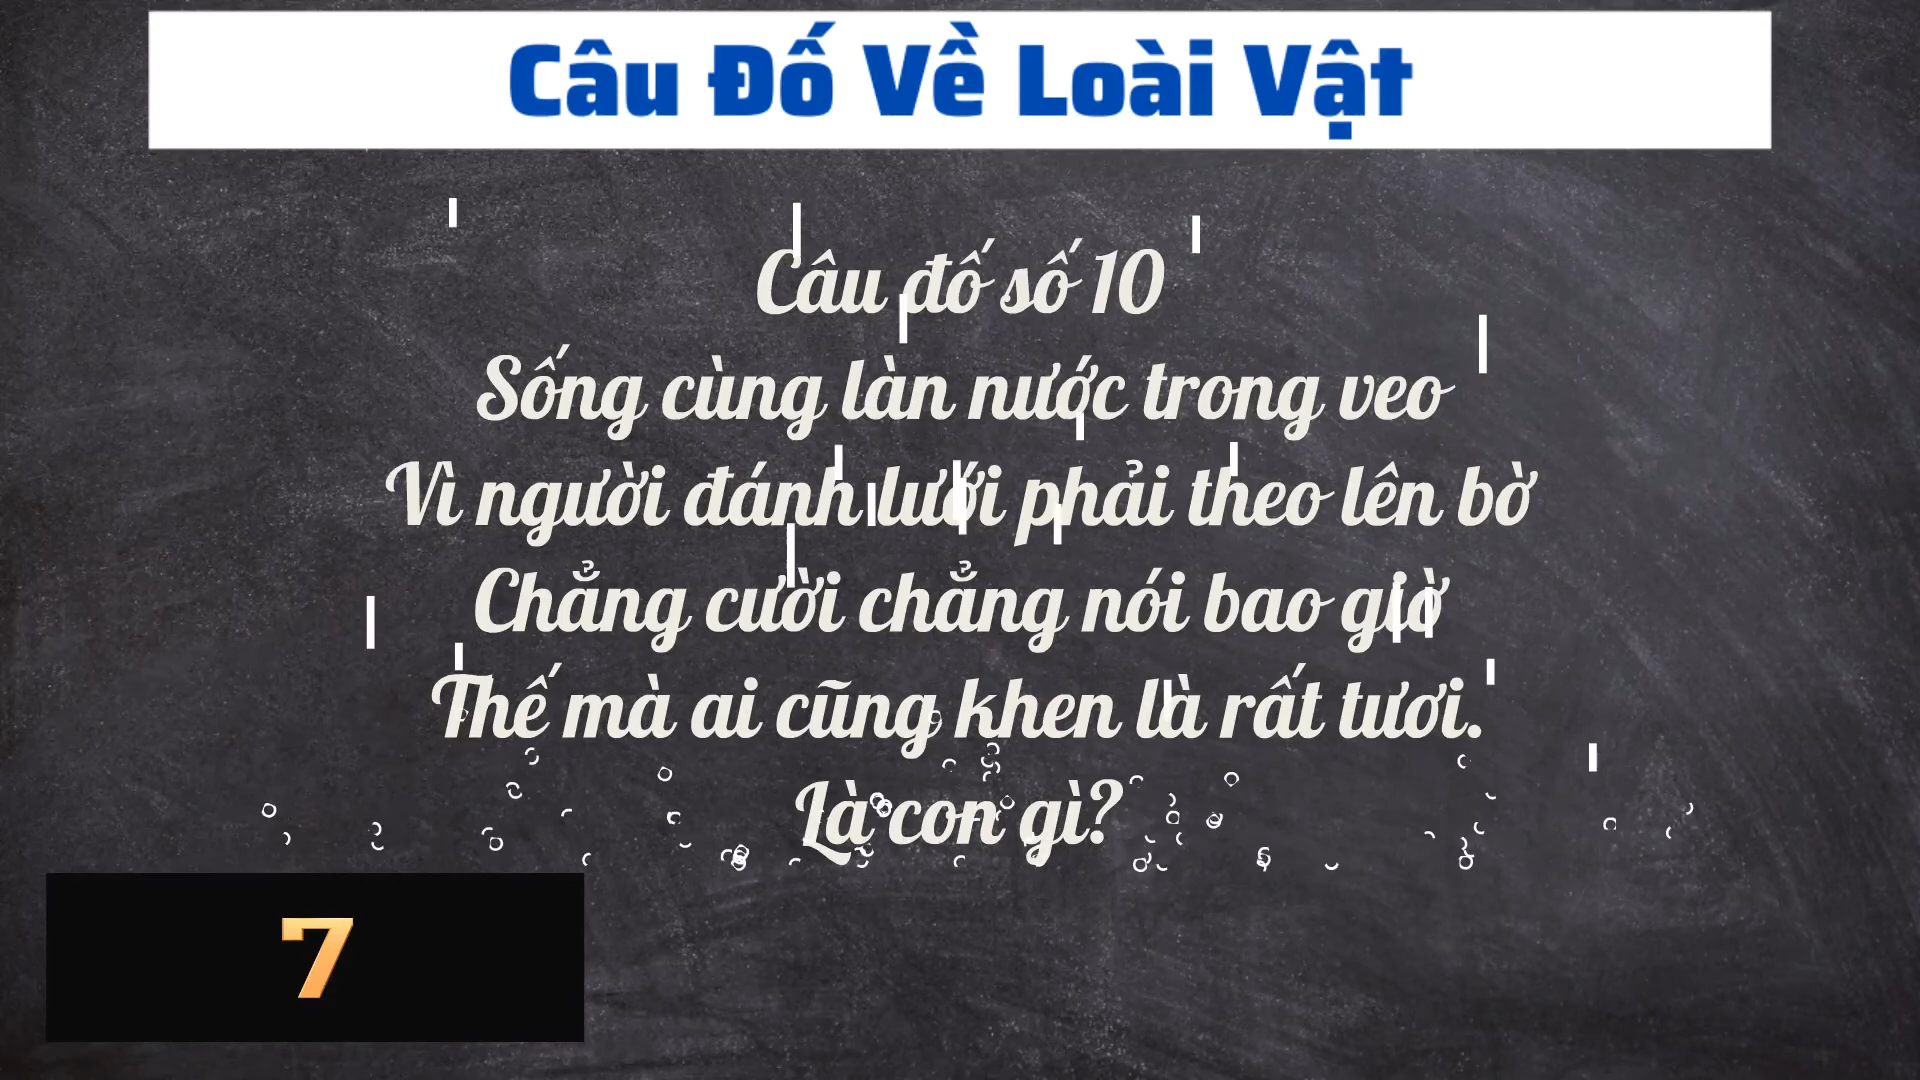 Câu Đố Về Loài Vật
Câu đố số 10
Sống cùng làn nước trong veo
Vì người đánh lưới phải theo lên bờ
Chẳng cười chẳng nói bao giờ
Thế mà ai cũng khen là rất tươi.
Là con gì?
7